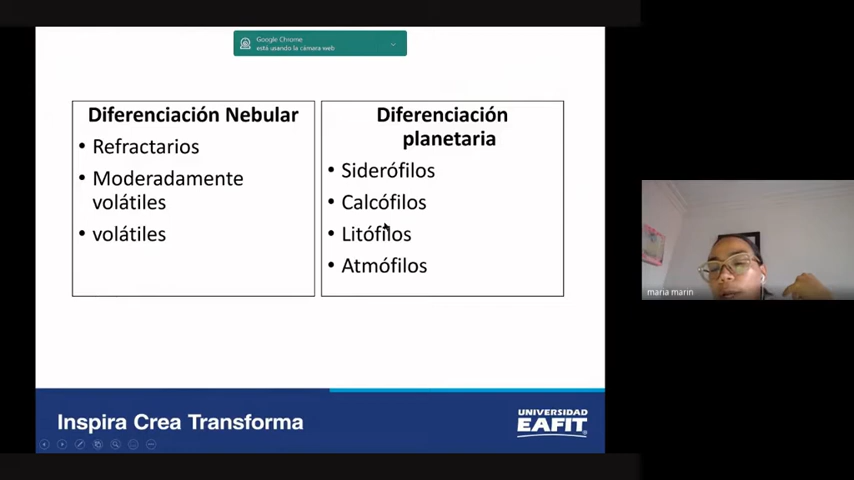 Google Chrome
está usando la cámara web
Diferenciación Nebular
• Refractarios
• Moderadamente
volátiles
• volátiles
Diferenciación
planetaria
• Siderófilos
• Calcófilos
• Litófilos
• Atmófilos
maria marin
Inspira Crea Transforma
UNIVERSIDAD
EAFIT